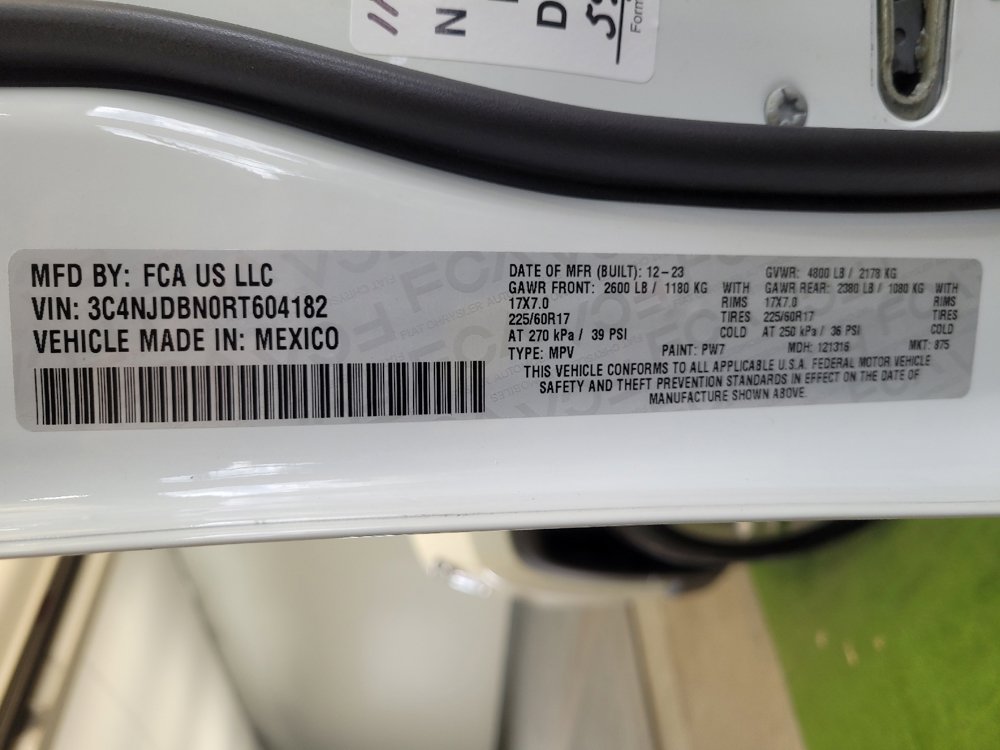 N
D
Form
MFD BY: FCA US LLC
VIN: 3C4NJDBN0RT604182
VEHICLE MADE IN: MEXICO
DATE OF MFR (BUILT): 12-23 GVWR: 4800 LB / 2178 KG
GAWR FRONT: 2600 LB / 1180 KG WITH GAWR REAR: 2380 LB / 1080 KG WITH
17X7.0 RIMS 17X7.0 RIMS
225/60R17 TIRES 225/60R17 TIRES
AT 270 kPa / 39 PSI COLD AT 250 kPa / 36 PSI COLD
TYPE: MPV PAINT: PW7 MDH: 121316 MKT: 875
THIS VEHICLE CONFORMS TO ALL APPLICABLE U.S.A. FEDERAL MOTOR VEHICLE
SAFETY AND THEFT PREVENTION STANDARDS IN EFFECT ON THE DATE OF
MANUFACTURE SHOWN ABOVE.